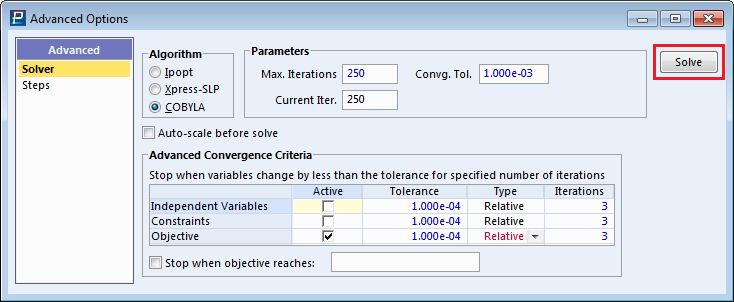 Advanced Options
Advanced
Solver
Steps
Algorithm
Ipopt
Xpress-SLP
COBYLA
Parameters
Max. Iterations 250 Convg. Tol. 1.000e-03
Current Iter. 250
Solve
Auto-scale before solve
Advanced Convergence Criteria
Stop when variables change by less than the tolerance for specified number of iterations
Active Tolerance Type Iterations
Independent Variables 1.000e-04 Relative 3
Constraints 1.000e-04 Relative 3
Objective 1.000e-04 Relative 3
Stop when objective reaches: